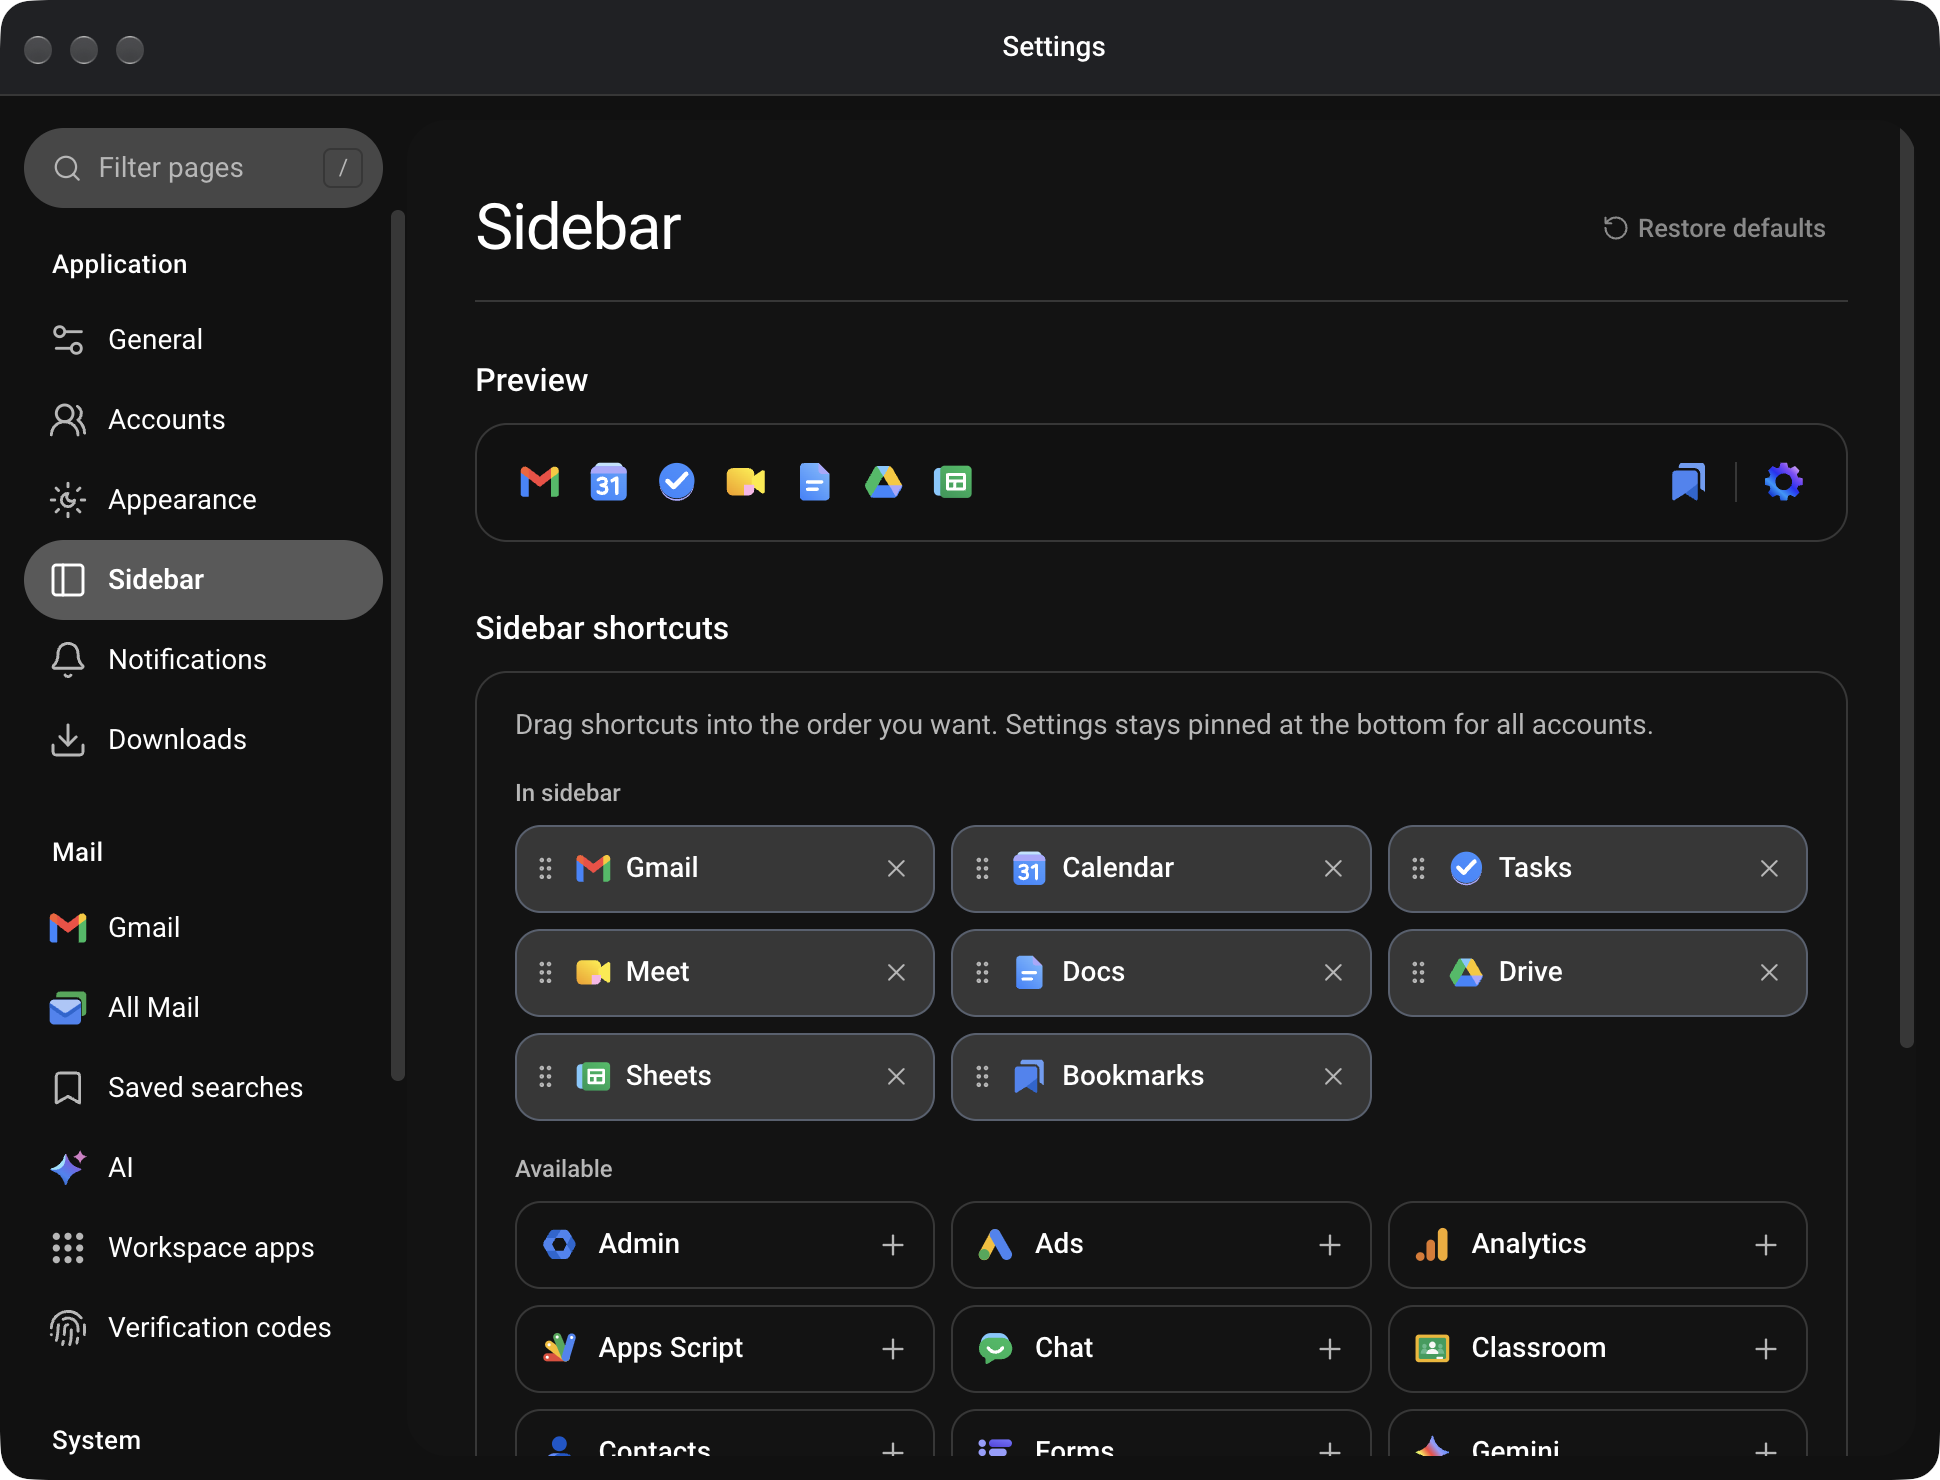 Settings
Filter pages /
Application
General
Accounts
Appearance
Sidebar
Notifications
Downloads
Mail
Gmail
All Mail
Saved searches
AI
Workspace apps
Verification codes
System
Sidebar
Restore defaults
Preview
31
Sidebar shortcuts
Drag shortcuts into the order you want. Settings stays pinned at the bottom for all accounts.
In sidebar
Gmail
31 Calendar
Tasks
Meet
Docs
Drive
Sheets
Bookmarks
Available
Admin
Ads
Analytics
Apps Script
Chat
Classroom
Contacts
Forms
Gemini